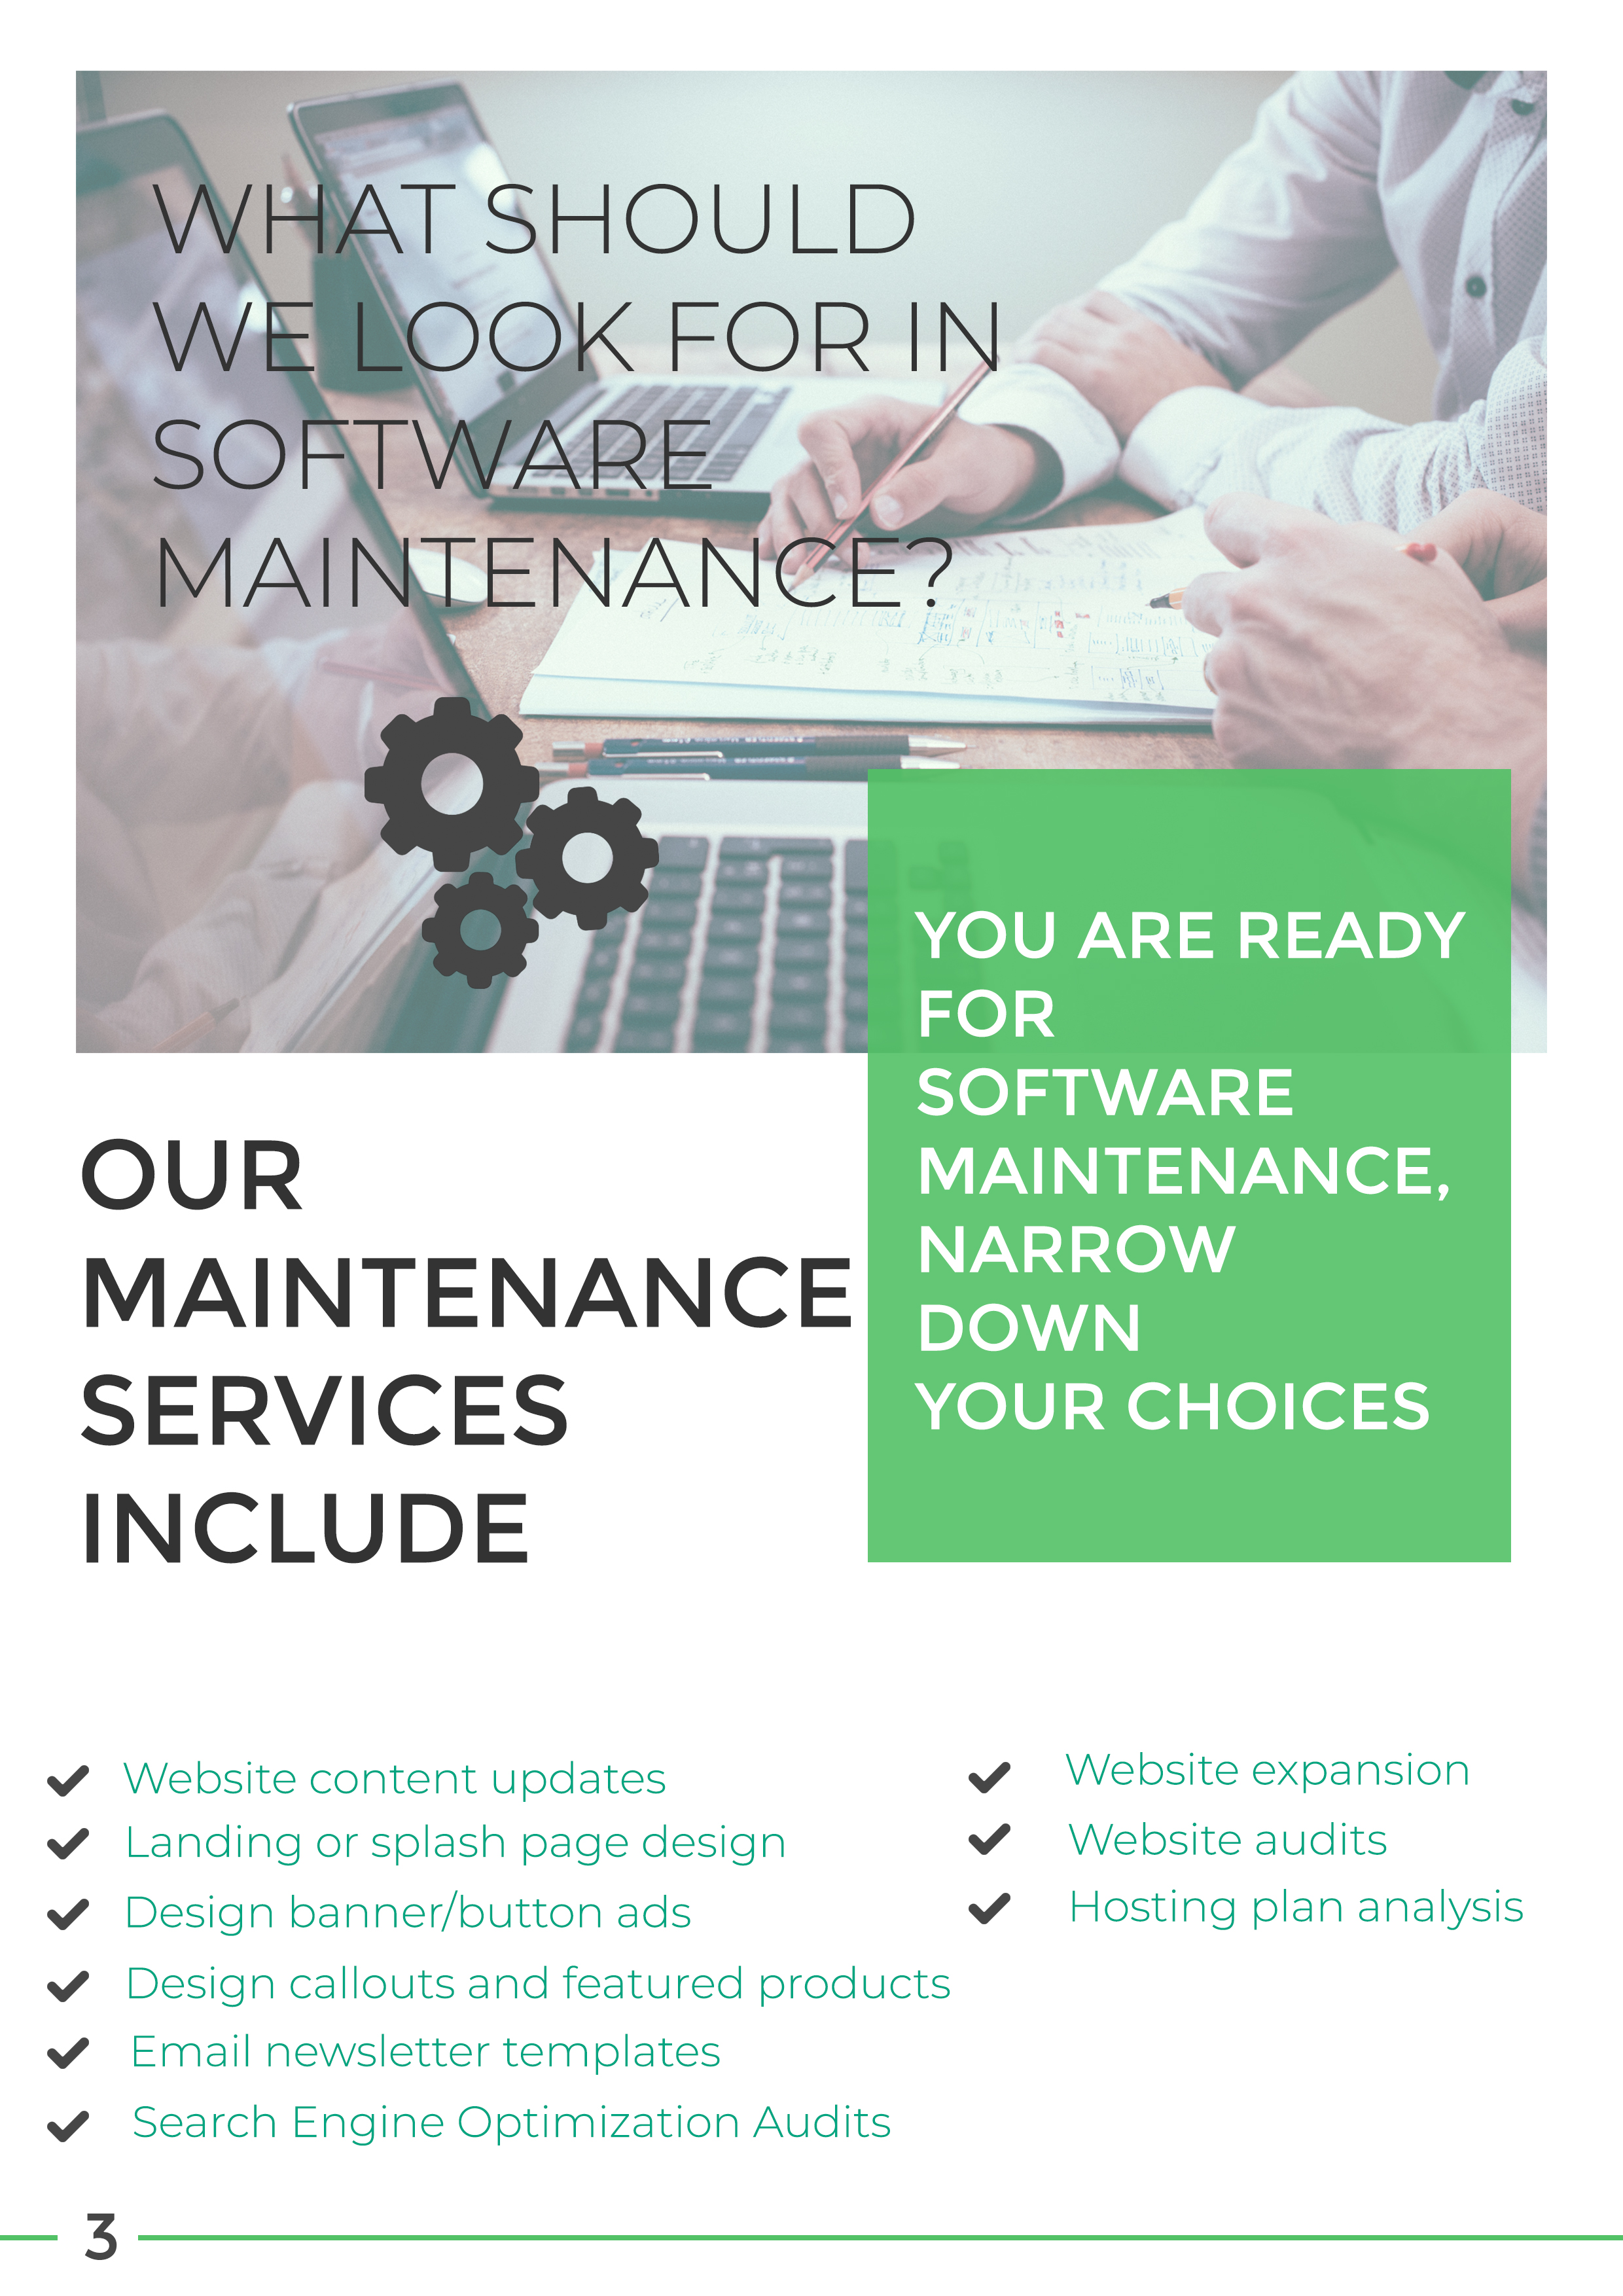 WHAT SHOULD
WE LOOK FOR IN
SOFTWARE
MAINTENANCE?
YOU ARE READY
FOR
SOFTWARE
MAINTENANCE,
NARROW
DOWN
YOUR CHOICES
OUR
MAINTENANCE
SERVICES
INCLUDE
Website content updates
Landing or splash page design
Design banner/button ads
Design callouts and featured products
Email newsletter templates
Search Engine Optimization Audits
Website expansion
Website audits
Hosting plan analysis
3